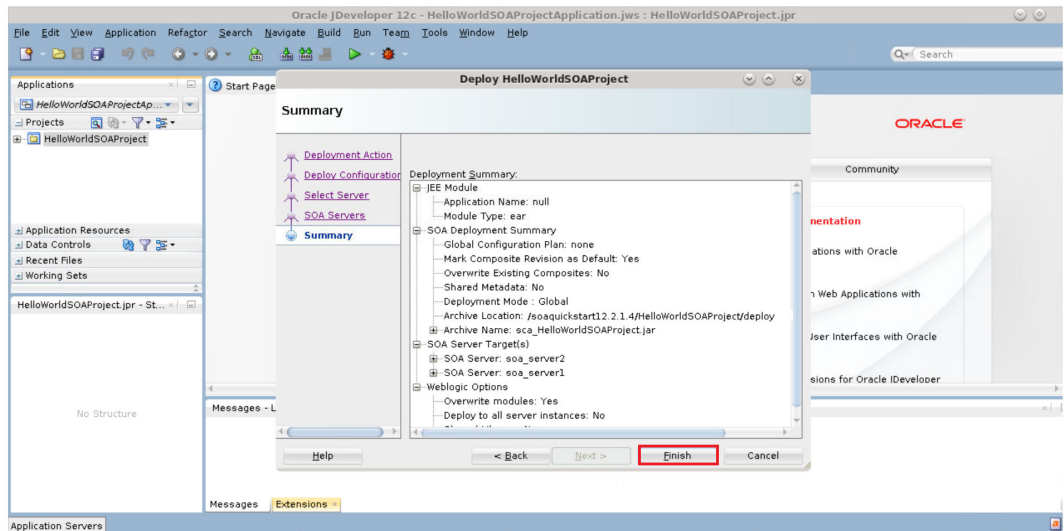 Oracle JDeveloper 12c - HelloWorldSOAProjectApplication.jws : HelloWorldSOAProject.jpr
File Edit View Application Refactor Search Navigate Build Run Team Tools Window Help
Search
Applications
HelloWorldSOAProjectAp...
Projects
HelloWorldSOAProject
Application Resources
Data Controls
Recent Files
Working Sets
HelloWorldSOAProject.jpr - St...
No Structure
Start Page
Deploy HelloWorldSOAProject
Summary
Deployment Action
Deploy Configuration
Select Server
SOA Servers
Summary
Deployment Summary:
JEE Module
Application Name: null
Module Type: ear
SOA Deployment Summary
Global Configuration Plan: none
Mark Composite Revision as Default: Yes
Overwrite Existing Composites: No
Shared Metadata: No
Deployment Mode : Global
Archive Location: /soaquickstart12.2.1.4/HelloWorldSOAProject/deploy
Archive Name: sca_HelloWorldSOAProject.jar
SOA Server Target(s)
SOA Server: soa_server2
SOA Server: soa_server1
Weblogic Options
Overwrite modules: Yes
Deploy to all server instances: No
Help
< Back
Next >
Finish
Cancel
ORACLE
Community
mentation
ations with Oracle
n Web Applications with
User Interfaces with Oracle
sions for Oracle JDeveloper
Messages - L
Messages
Extensions
Application Servers